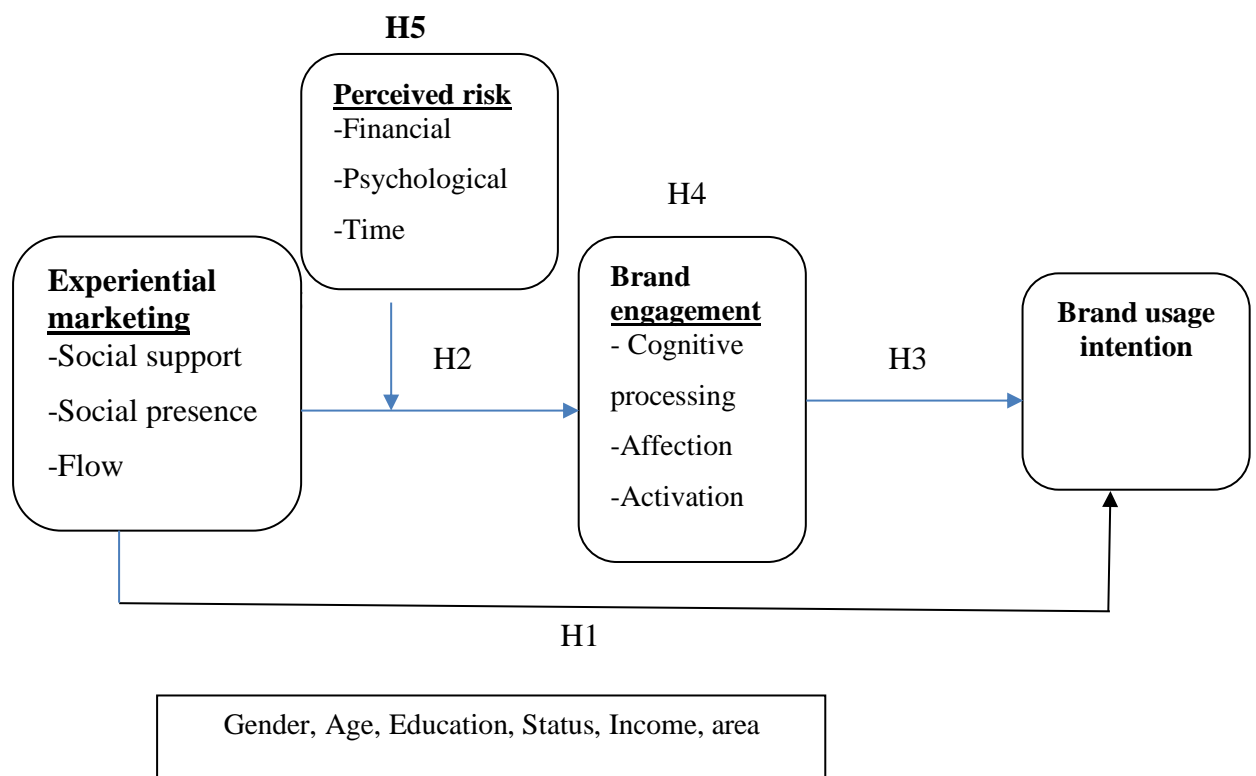 H5
Perceived risk
-Financial
-Psychological
-Time
H4
Experiential
marketing
-Social support
-Social presence
-Flow
H2
Brand
engagement
- Cognitive
processing
-Affection
-Activation
H3
Brand usage
intention
H1
Gender, Age, Education, Status, Income, area